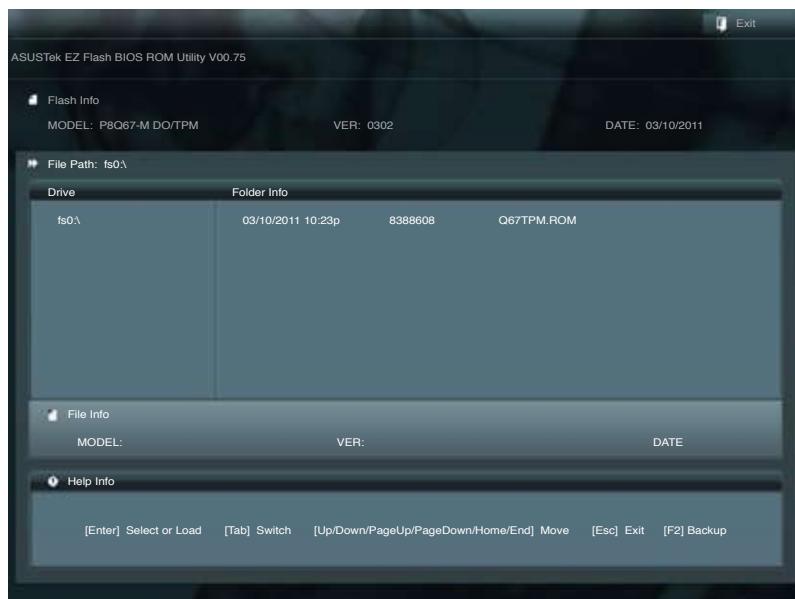 Exit
ASUSTek EZ Flash BIOS ROM Utility V00.75
Flash Info
MODEL: P8Q67-M DO/TPM VER: 0302 DATE: 03/10/2011
File Path: fs0:\
Drive Folder Info
fs0:\ 03/10/2011 10:23p 8388608 Q67TPM.ROM
File Info
MODEL: VER: DATE
Help Info
[Enter] Select or Load [Tab] Switch [Up/Down/PageUp/PageDown/Home/End] Move [Esc] Exit [F2] Backup